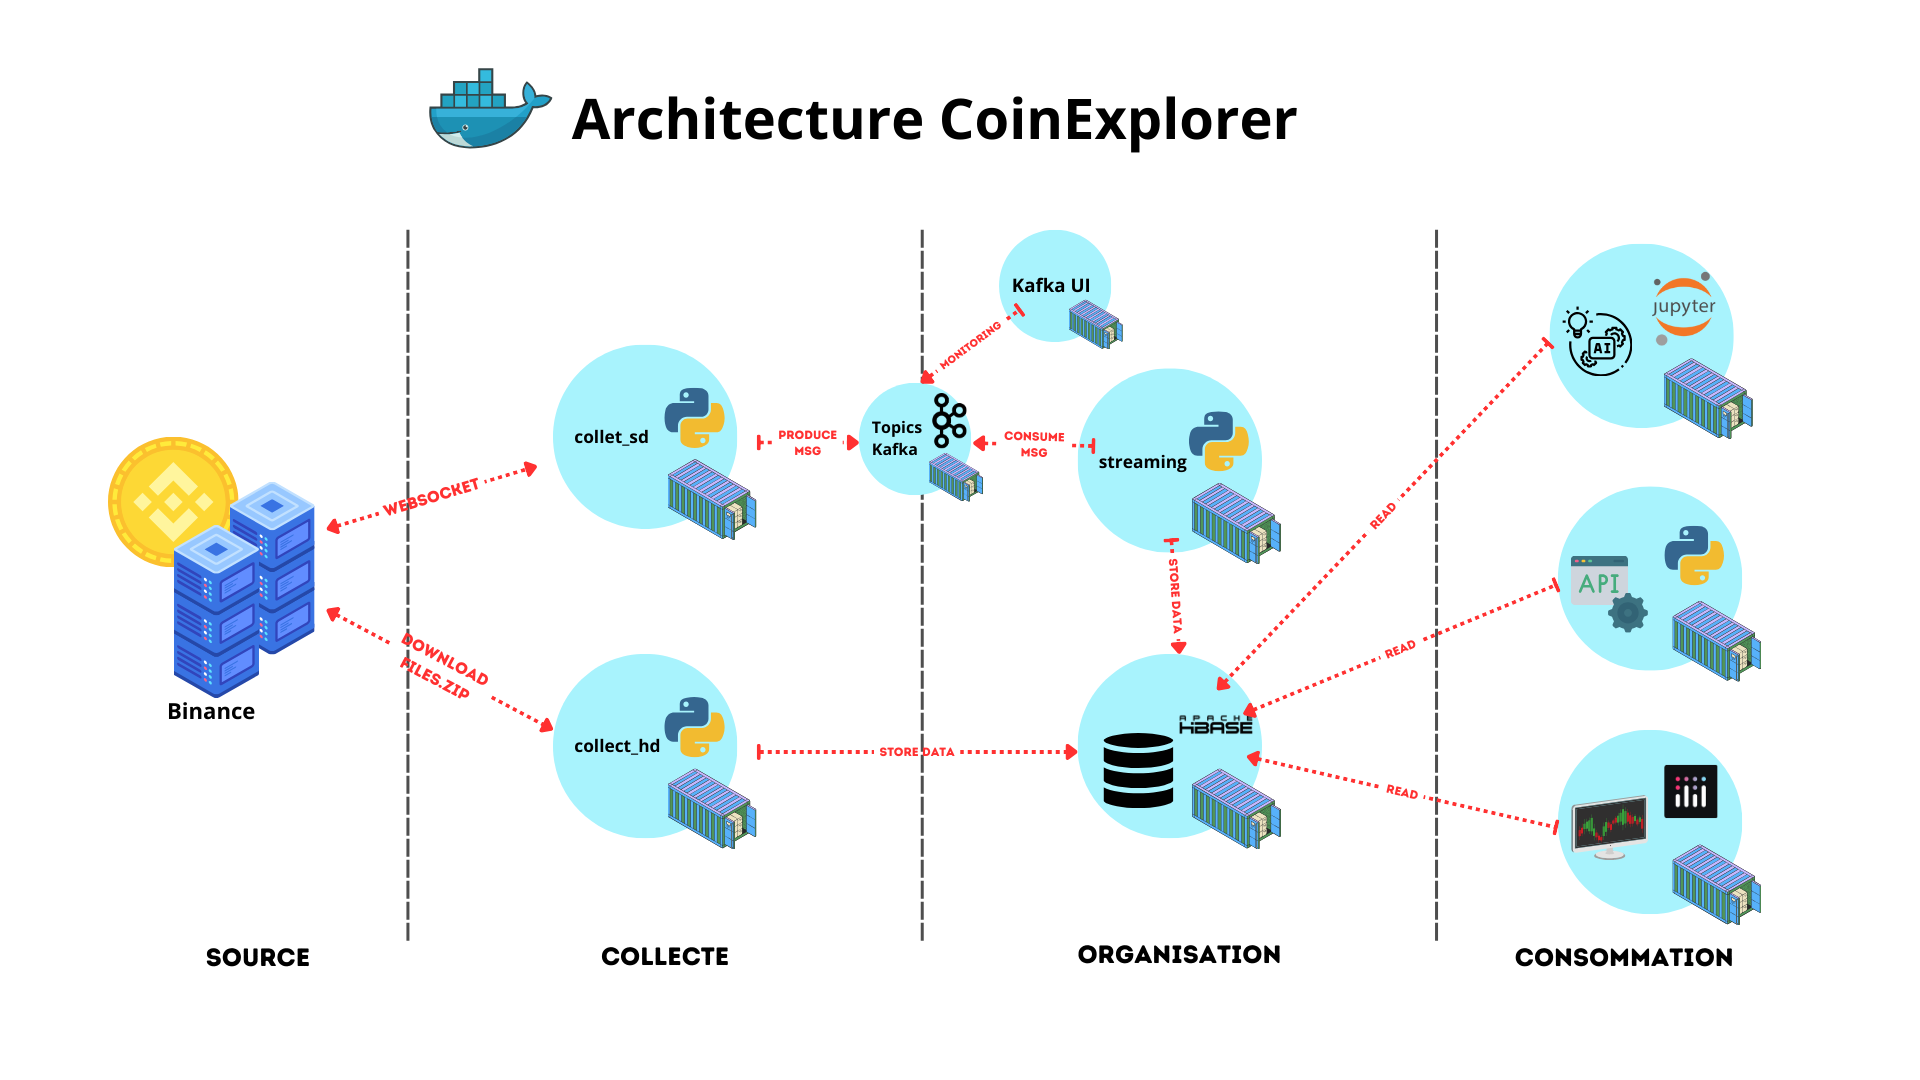 Architecture CoinExplorer
Binance
WEBSOCKET
DOWNLOAD
FILES.ZIP
collet_sd
collect_hd
PRODUCE
MSG
Topics
Kafka
MONITORING
Kafka UI
CONSUME
MSG
streaming
STORE DATA
STORE DATA
APACHE
HBASE
READ
READ
READ
AI
jupyter
API
SOURCE
COLLECTE
ORGANISATION
CONSOMMATION